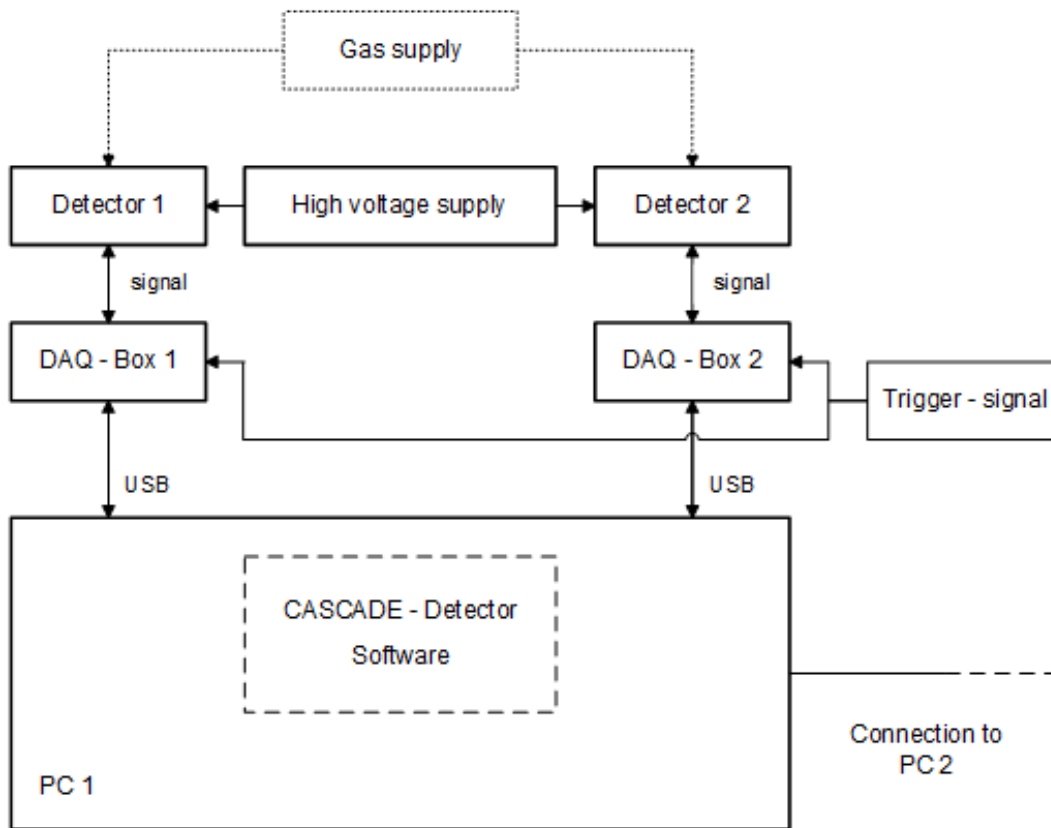 Gas supply
Detector 1
High voltage supply
Detector 2
signal
signal
DAQ - Box 1
DAQ - Box 2
Trigger - signal
USB
USB
CASCADE - Detector
Software
Connection to
PC 2
PC 1